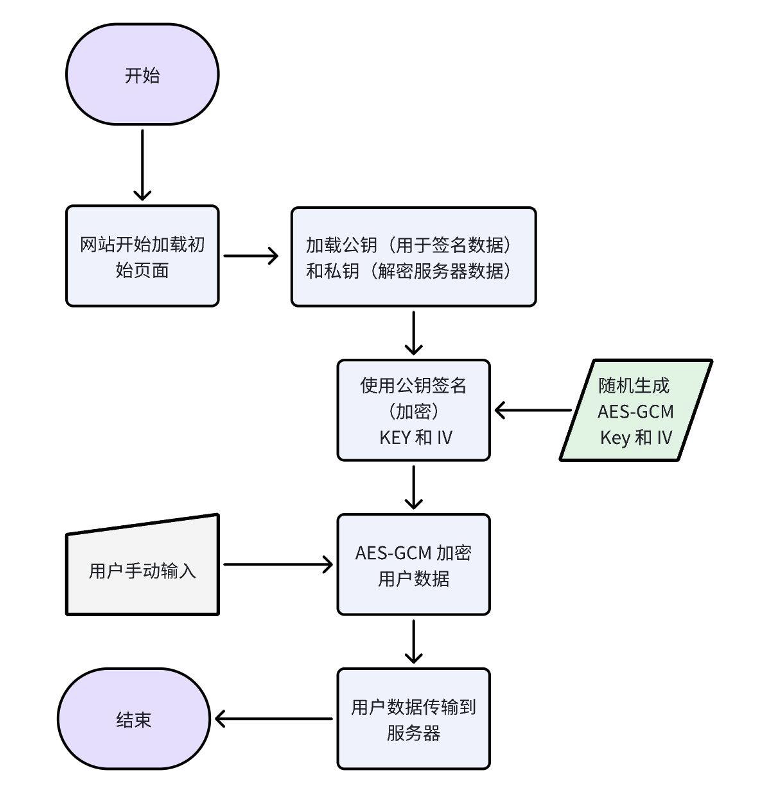 开始
网站开始加载初
始页面
加载公钥（用于签名数据）
和私钥（解密服务器数据）
使用公钥签名
（加密）
KEY 和 IV
随机生成
AES-GCM
Key 和 IV
用户手动输入
AES-GCM 加密
用户数据
用户数据传输到
服务器
结束